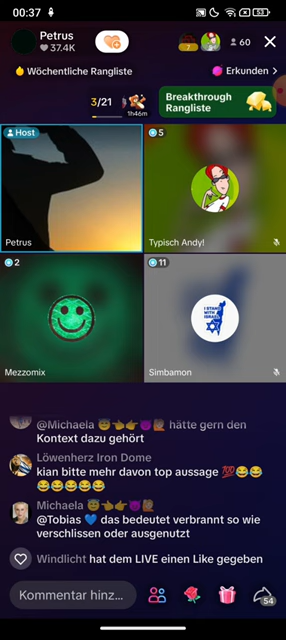 00:37
53
Petrus
37.4K
7
60
Wöchentliche Rangliste
Erkunden >
3/21
1h46m
Breakthrough
Rangliste
Host
5
Petrus
Typisch Andy!
2
11
I STAND
WITH
ISRAEL
Mezzomix
Simbamon
@Michaela 😇👈👉😈🙋🏽 hätte gern den
Kontext dazu gehört
Löwenherz Iron Dome
kian bitte mehr davon top aussage 💯😂😂
😂😂😂😂😂
Michaela 😇👈👉😈🙋🏽
@Tobias 💙 das bedeutet verbrannt so wie
verschlissen oder ausgenutzt
Windlicht hat dem LIVE einen Like gegeben
Kommentar hinz...
54